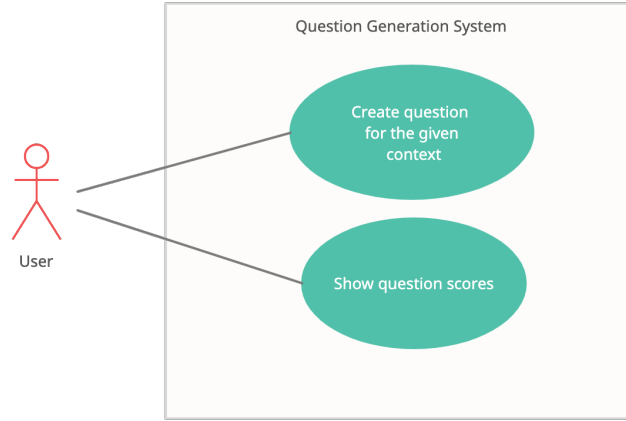 Question Generation System
Create question
for the given
context
User
Show question scores